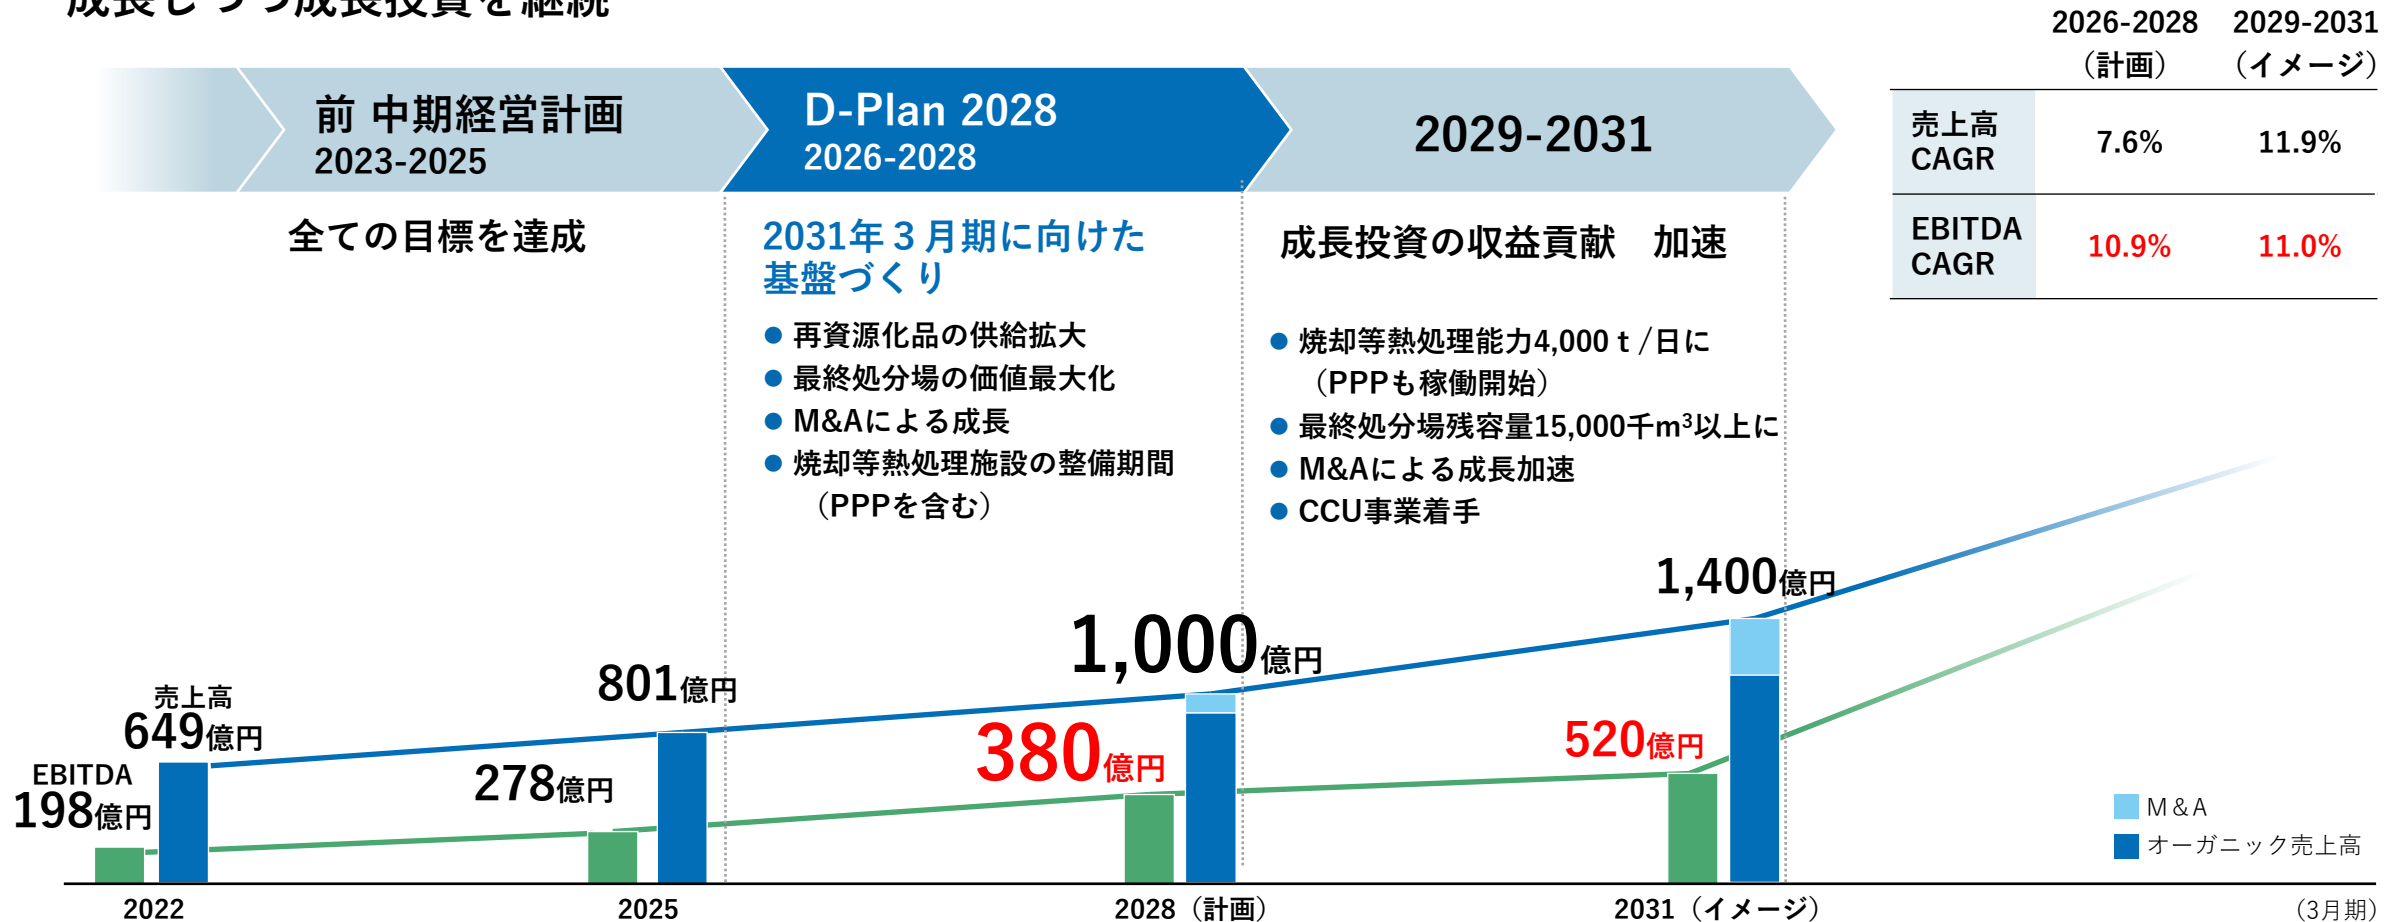 成長しつつ成長投資を継続
2026-2028
（計画）
2029-2031
（イメージ）
売上高
CAGR
7.6%
11.9%
EBITDA
CAGR
10.9%
11.0%
前 中期経営計画
2023-2025
D-Plan 2028
2026-2028
2029-2031
全ての目標を達成
2031年３月期に向けた
基盤づくり
● 再資源化品の供給拡大
● 最終処分場の価値最大化
● M&Aによる成長
● 焼却等熱処理施設の整備期間
（PPPを含む）
成長投資の収益貢献　加速
● 焼却等熱処理能力4,000ｔ/日に
（PPPも稼働開始）
● 最終処分場残容量15,000千m³以上に
● M&Aによる成長加速
● CCU事業着手
売上高
649億円
EBITDA
198億円
801億円
278億円
1,000億円
380億円
1,400億円
520億円
M＆A
オーガニック売上高
2022
2025
2028（計画）
2031（イメージ）
（3月期）